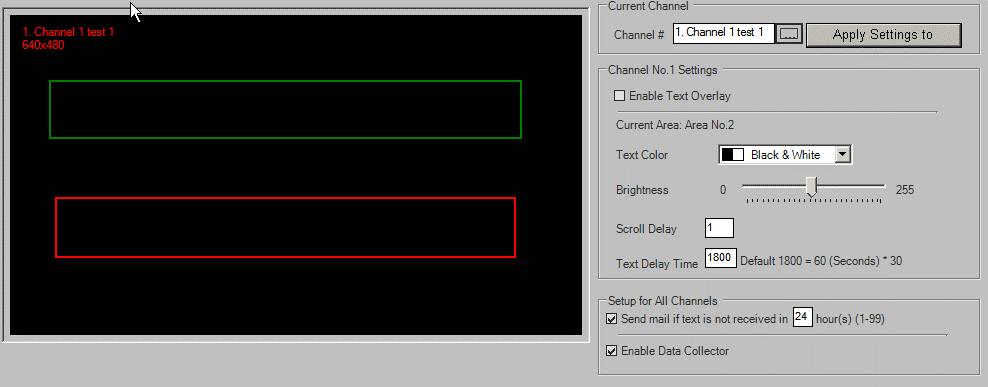 1. Channel 1 test 1
640x480
Current Channel
Channel # 1. Channel 1 test 1 ... Apply Settings to
Channel No.1 Settings
Enable Text Overlay
Current Area: Area No.2
Text Color Black & White
Brightness 0 255
Scroll Delay 1
Text Delay Time 1800 Default 1800 = 60 (Seconds) * 30
Setup for All Channels
Send mail if text is not received in 24 hour(s) (1-99)
Enable Data Collector